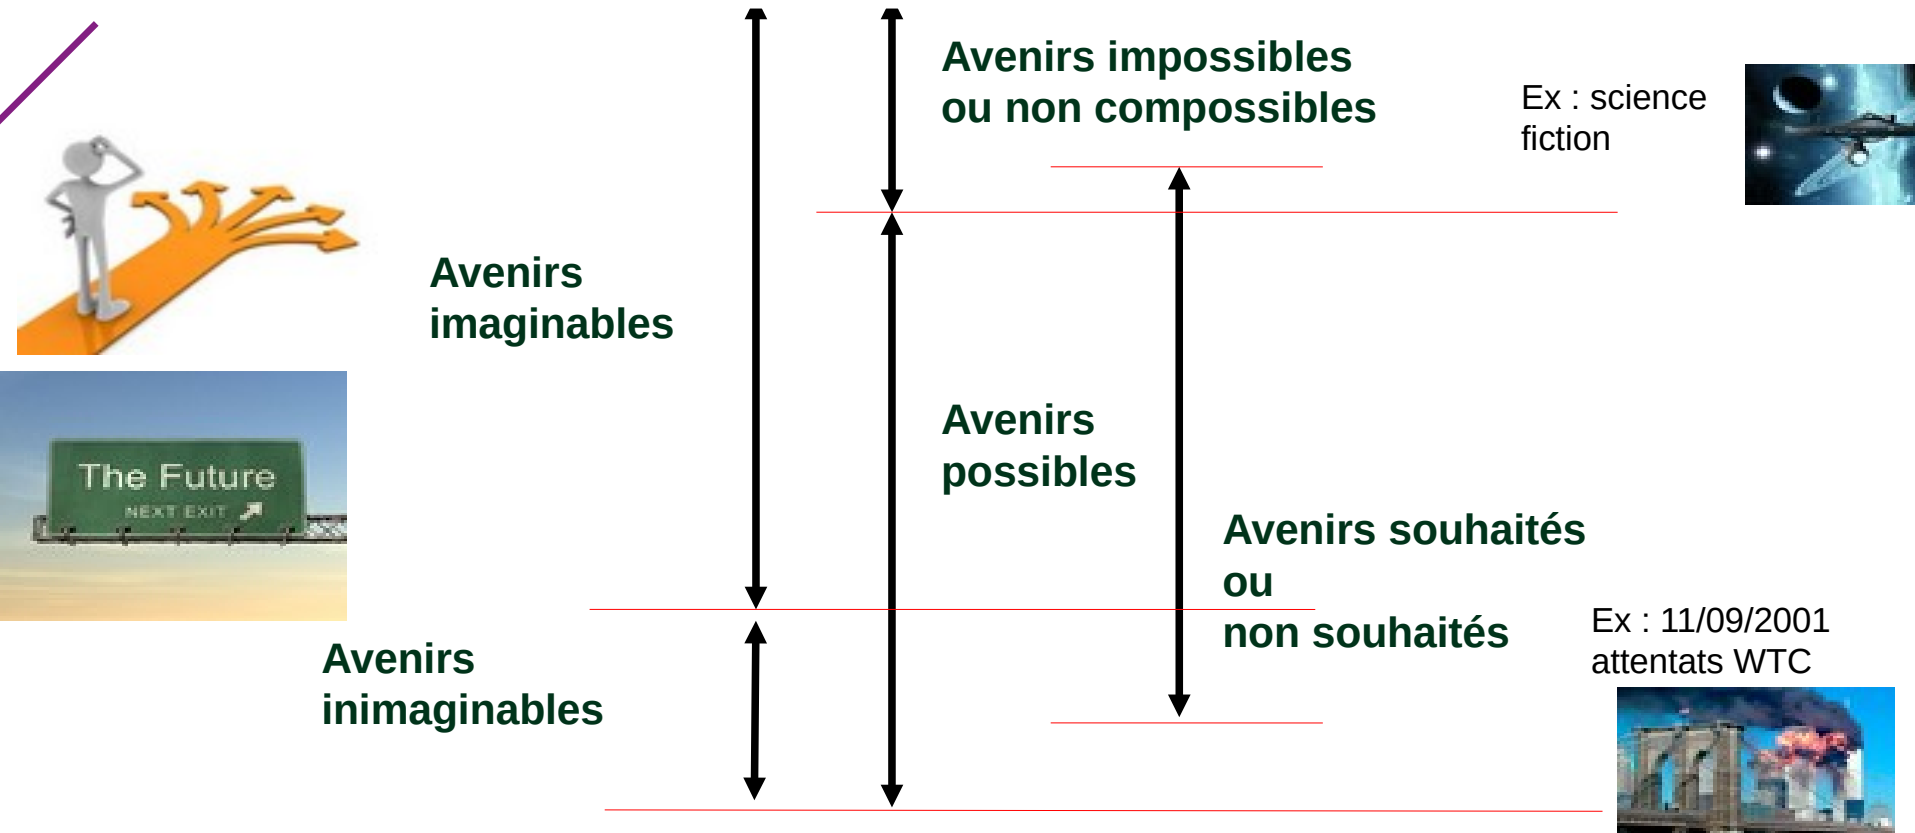 Avenirs impossibles
ou non compossibles
Ex : science
fiction
Avenirs
imaginables
Avenirs
possibles
The Future
NEXT EXIT
Avenirs souhaités
ou
non souhaités
Ex : 11/09/2001
attentats WTC
Avenirs
inimaginables